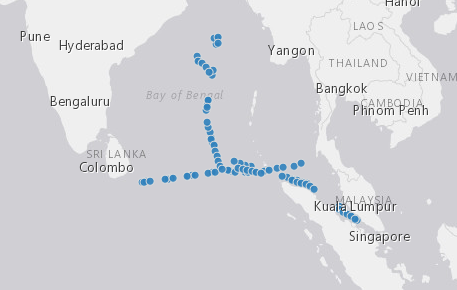 Hanoi
Pune
LAOS
Hyderabad
Yangon
THAILAND
VIETNAM
Bangkok
Bay of Bengal
Bengaluru
CAMBODIA
Phnom Penh
SRI LANKA
Colombo
MALAYSIA
Kuala Lumpur
Singapore